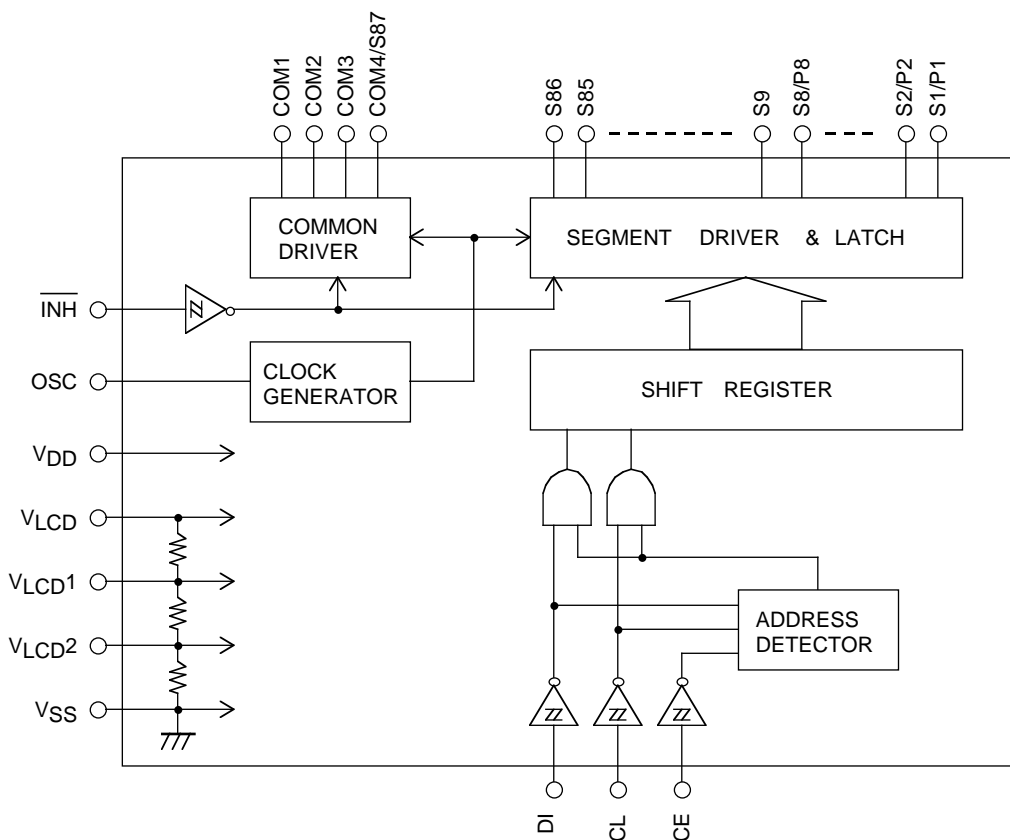 COM1
COM2
COM3
COM4/S87
S86
S85
S9
S8/P8
S2/P2
S1/P1
COMMON
DRIVER
SEGMENT DRIVER & LATCH
INH
OSC
CLOCK
GENERATOR
SHIFT REGISTER
VDD
VLCD
VLCD1
VLCD2
VSS
ADDRESS
DETECTOR
DI
CL
CE